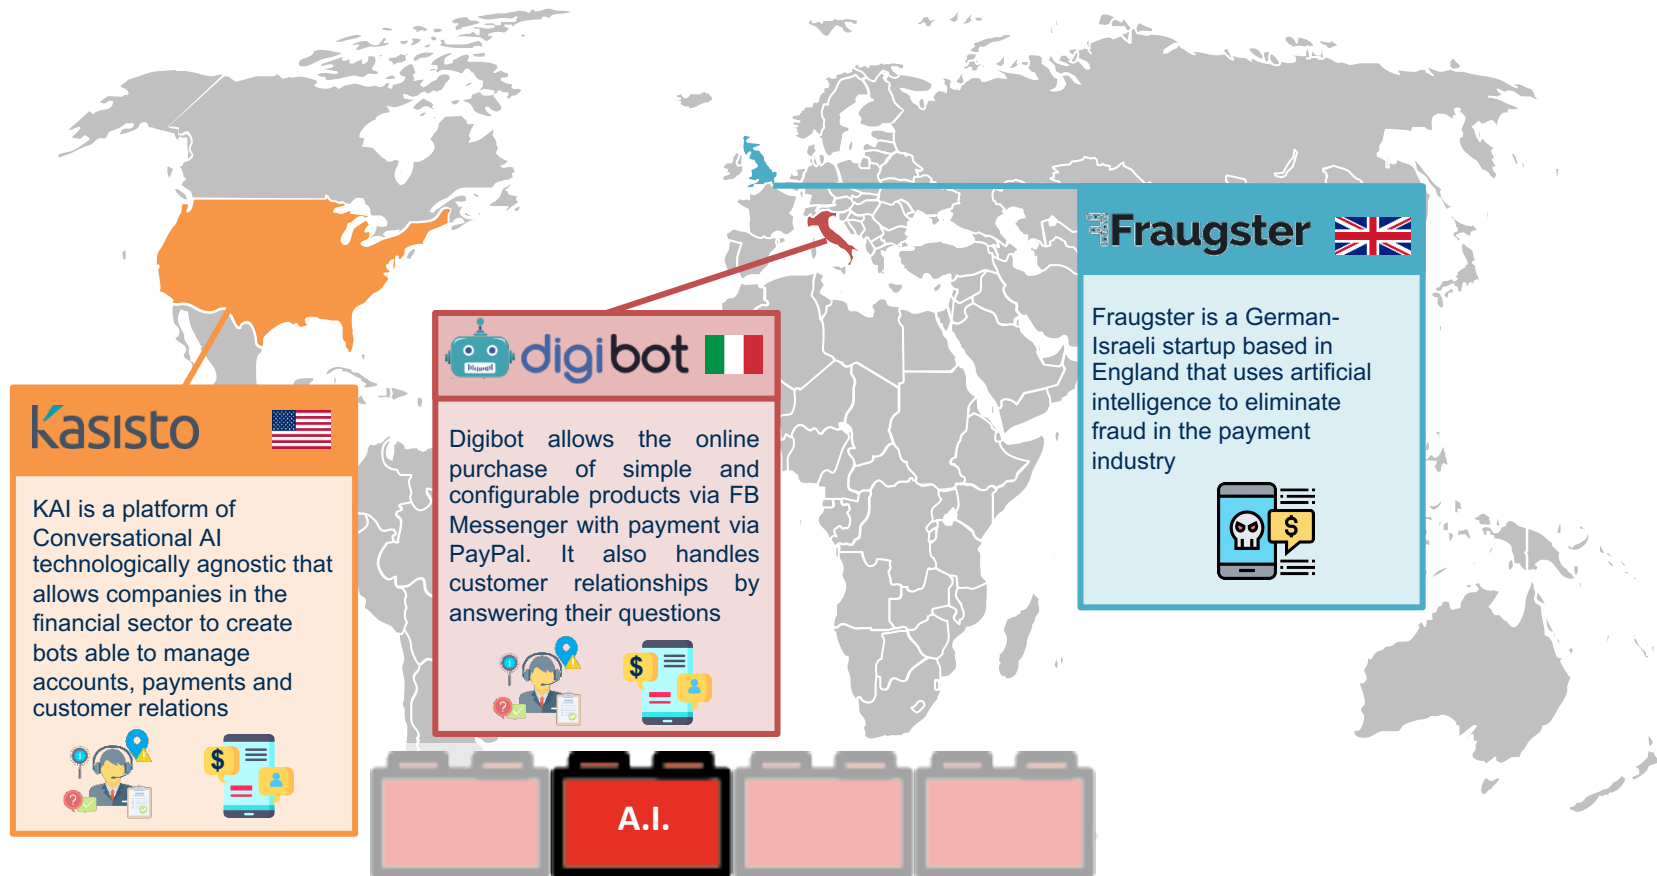 Kasisto
KAI is a platform of
Conversational AI
technologically agnostic that
allows companies in the
financial sector to create
bots able to manage
accounts, payments and
customer relations
digibot
Digibot allows the online
purchase of simple and
configurable products via FB
Messenger with payment via
PayPal. It also handles
customer relationships by
answering their questions
Fraugster
Fraugster is a German-
Israeli startup based in
England that uses artificial
intelligence to eliminate
fraud in the payment
industry
A.I.